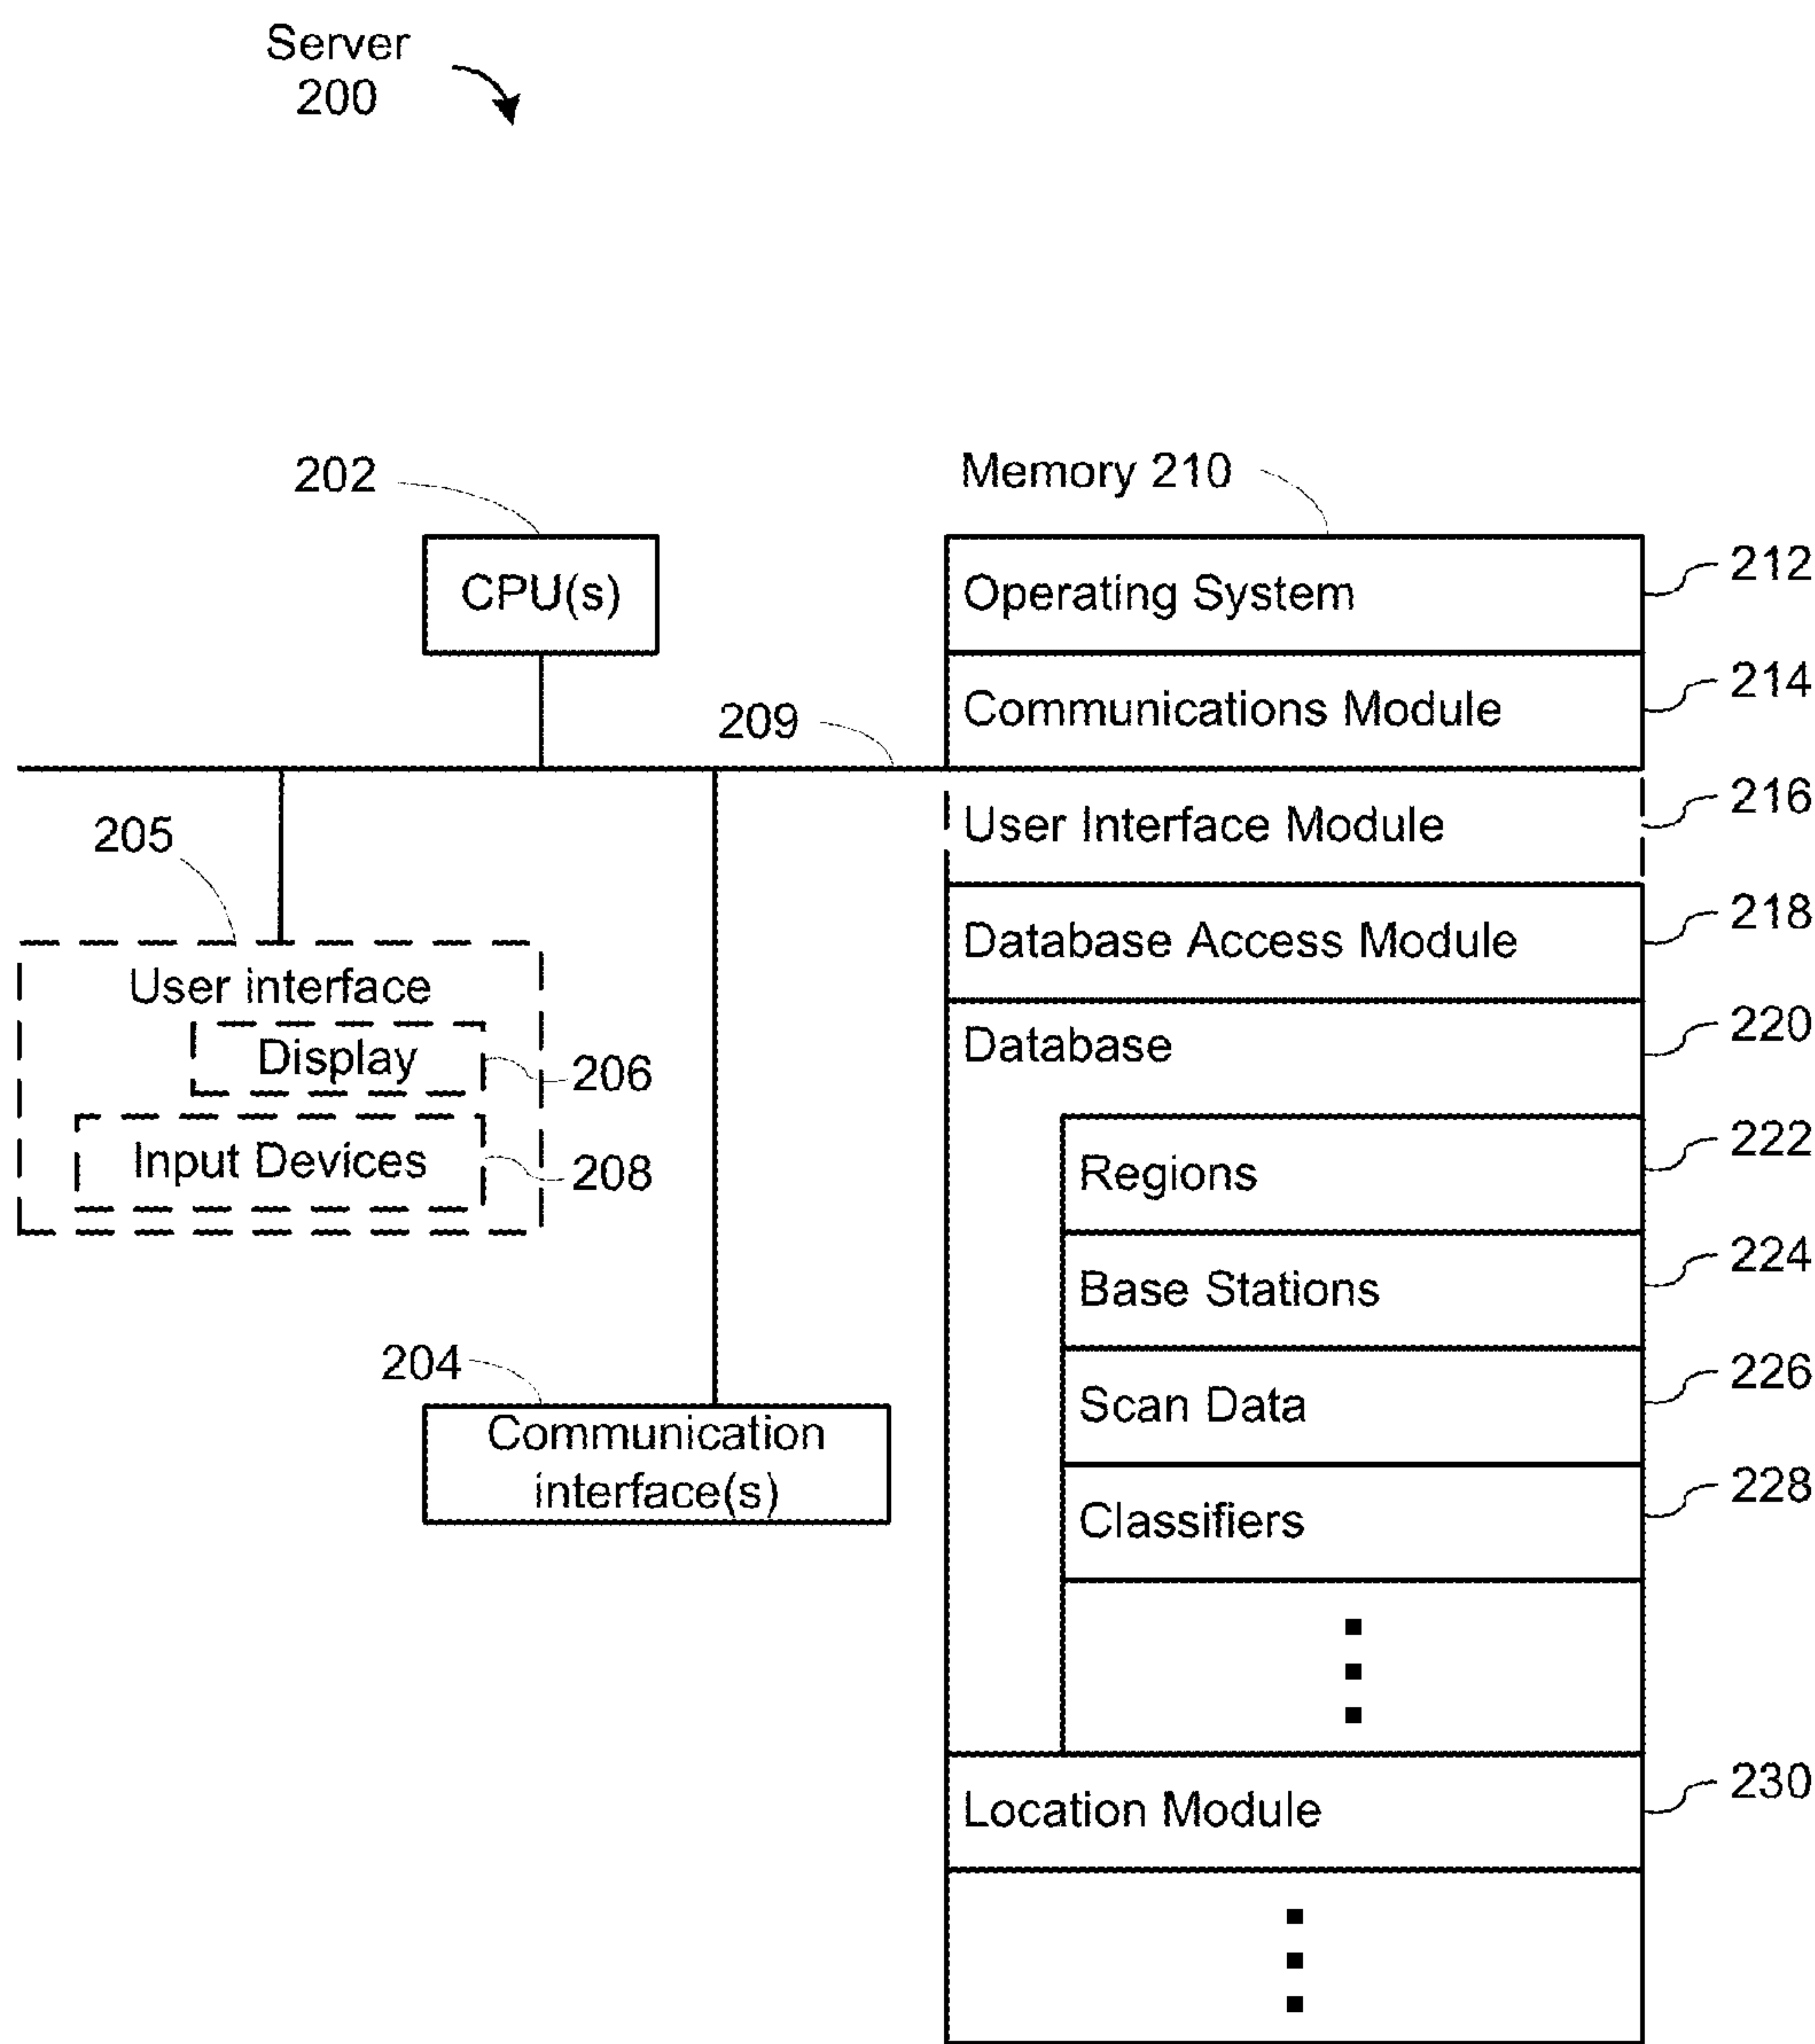 Server
200
202
CPU(s)
209
205
User interface
Display
206
Input Devices
208
204
Communication
interface(s)
Memory 210
Operating System
212
Communications Module
214
User Interface Module
216
Database Access Module
218
Database
220
Regions
222
Base Stations
224
Scan Data
226
Classifiers
228
Location Module
230